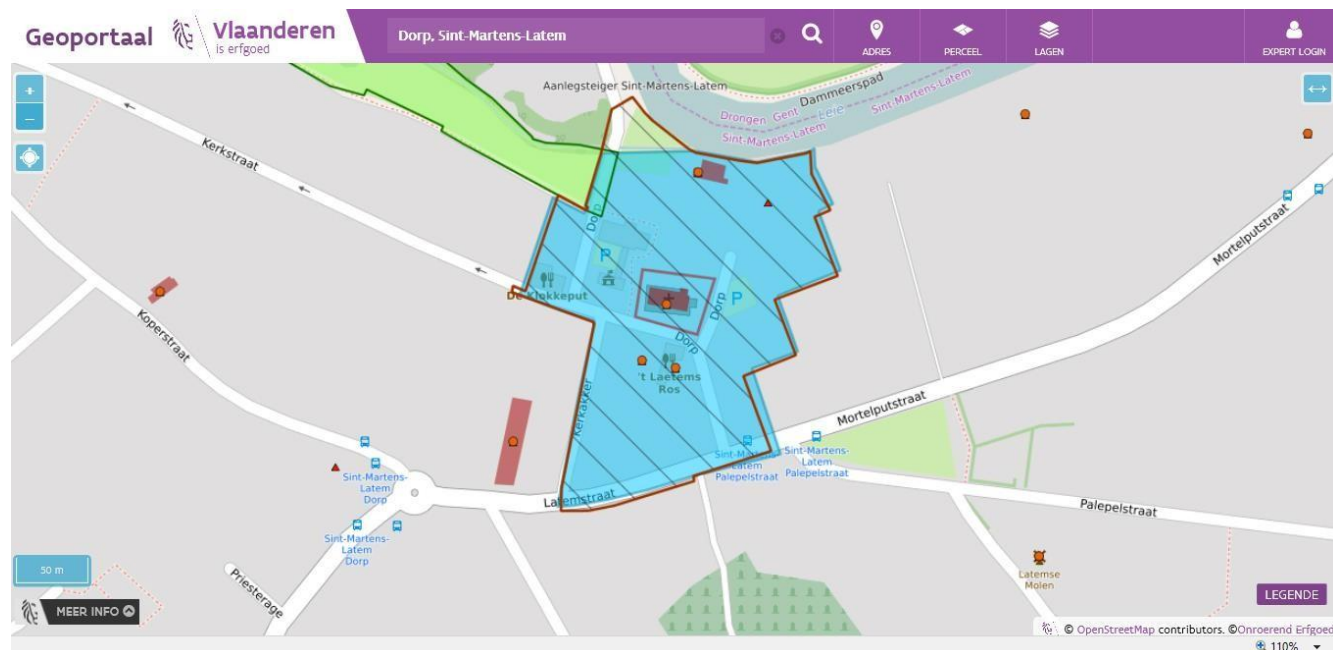 Geoportaal
Vlaanderen
is erfgoed
Dorp, Sint-Martens-Latem
ADRES
PERCEEL
LAGEN
EXPERT LOGIN
+
−
Aanlegsteiger Sint-Martens-Latem
Dammeerspad
Drongen Gent
Leie
Sint-Martens-Latem
Sint-Martens-Latem
Kerkstraat
Dorp
P
De Klokkeput
P
Dorp
Dorp
Mortelputstraat
Koperstraat
't Laetems
Ros
Kerkakker
Mortelputstraat
Sint-Martens-
Latem
Palepelstraat
Sint-Martens-
Latem
Palepelstraat
Sint-Martens-
Latem
Dorp
Latemstraat
Palepelstraat
Sint-Martens-
Latem
Dorp
50 m
Priesterage
Latemse
Molen
LEGENDE
MEER INFO
© OpenStreetMap contributors. ©Onroerend Erfgoed
110%